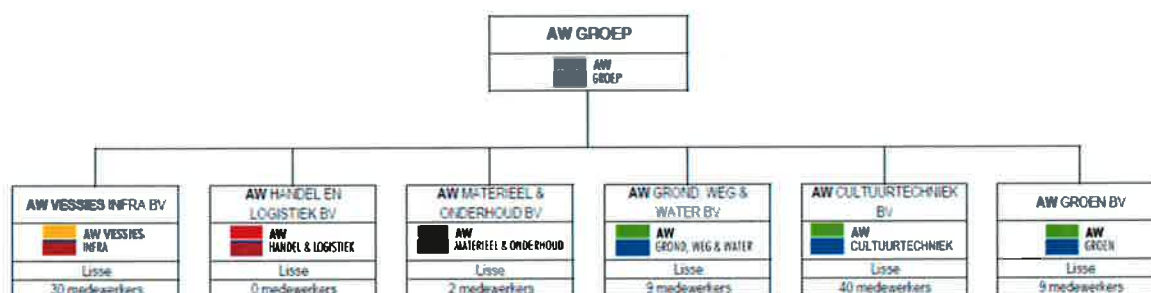 AW GROEP
AW
GROEP
AW VESSIES INFRA BV
AW VESSIES
INFRA
Lisse
30 medewerkers
AW HANDEL EN
LOGISTIEK BV
AW
HANDEL & LOGISTIEK
Lisse
0 medewerkers
AW MATERIEEL &
ONDERHOUD BV
AW
MATERIEEL & ONDERHOUD
Lisse
2 medewerkers
AW GROND, WEG &
WATER BV
AW
GROND, WEG & WATER
Lisse
9 medewerkers
AW CULTUURTECHNIEK
BV
AW
CULTUURTECHNIEK
Lisse
40 medewerkers
AW GROEN BV
AW
GROEN
Lisse
9 medewerkers